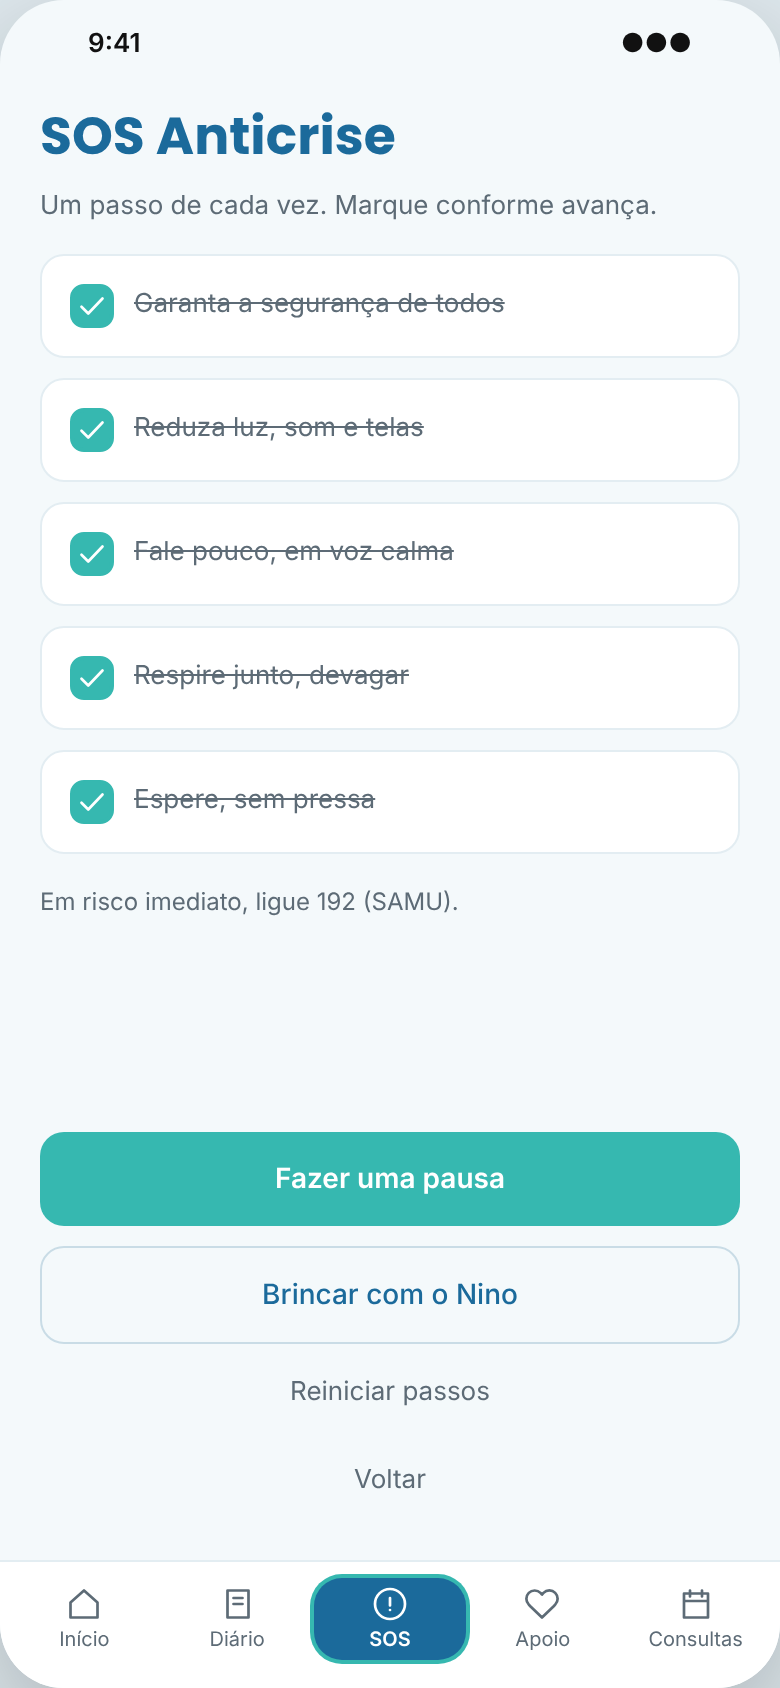 9:41
SOS Anticrise
Um passo de cada vez. Marque conforme avança.
Garanta a segurança de todos
Reduza luz, som e telas
Fale pouco, em voz calma
Respire junto, devagar
Espere, sem pressa
Em risco imediato, ligue 192 (SAMU).
Fazer uma pausa
Brincar com o Nino
Reiniciar passos
Voltar
Início
Diário
SOS
Apoio
Consultas